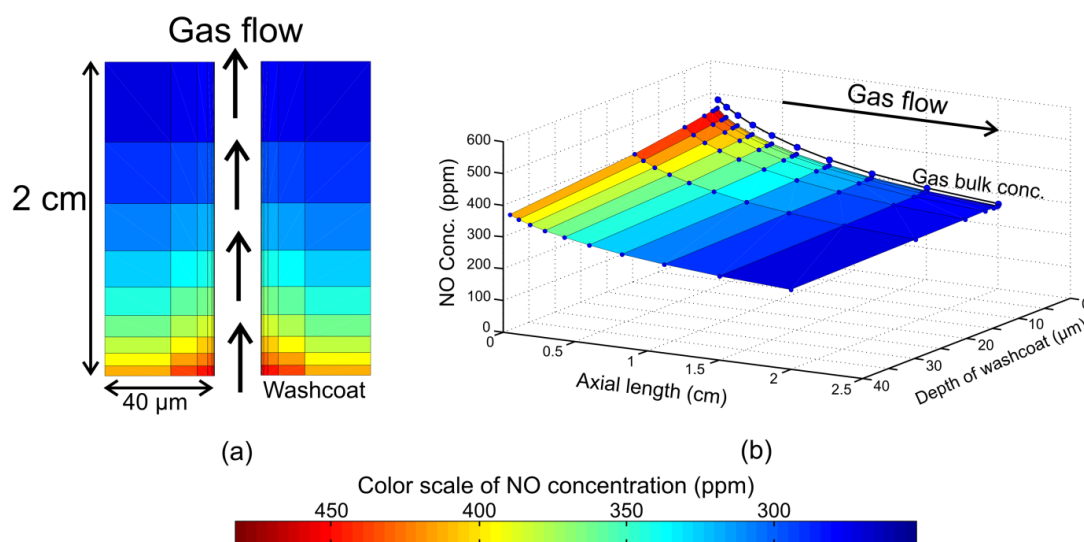 Gas flow
2 cm
40 µm
Washcoat
(a)
Gas flow
Gas bulk conc.
NO Conc. (ppm)
600
500
400
300
200
100
0
0
0.5
1
1.5
2
2.5
Axial length (cm)
40
30
20
10
0
Depth of washcoat (µm)
(b)
Color scale of NO concentration (ppm)
450
400
350
300